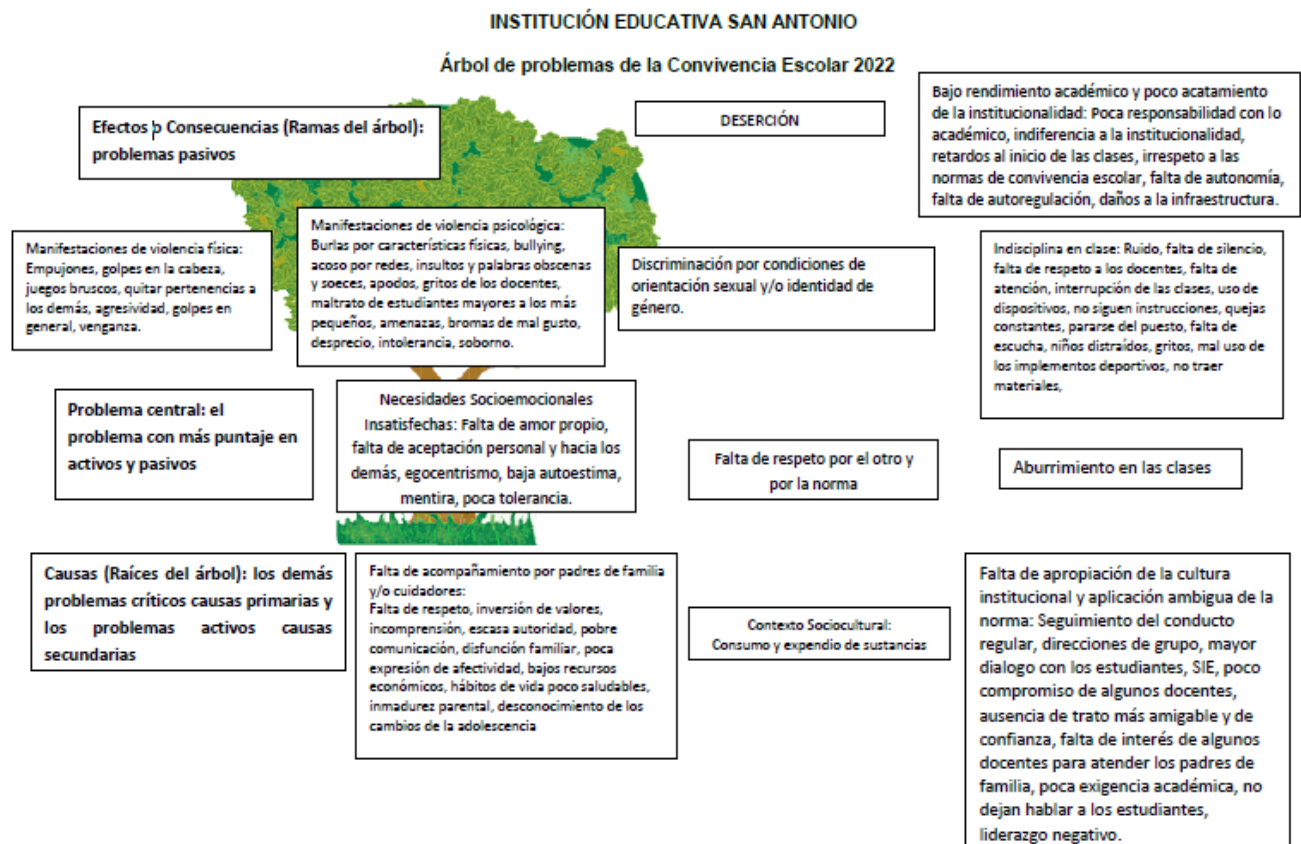 INSTITUCIÓN EDUCATIVA SAN ANTONIO
Árbol de problemas de la Convivencia Escolar 2022
Efectos o Consecuencias (Ramas del árbol):
problemas pasivos
DESERCIÓN
Bajo rendimiento académico y poco acatamiento
de la institucionalidad: Poca responsabilidad con lo
académico, indiferencia a la institucionalidad,
retardos al inicio de las clases, irrespeto a las
normas de convivencia escolar, falta de autonomía,
falta de autoregulación, daños a la infraestructura.
Manifestaciones de violencia física:
Empujones, golpes en la cabeza,
juegos bruscos, quitar pertenencias a
los demás, agresividad, golpes en
general, venganza.
Manifestaciones de violencia psicológica:
Burlas por características físicas, bullying,
acoso por redes, insultos y palabras obscenas
y soeces, apodos, gritos de los docentes,
maltrato de estudiantes mayores a los más
pequeños, amenazas, bromas de mal gusto,
desprecio, intolerancia, soborno.
Discriminación por condiciones de
orientación sexual y/o identidad de
género.
Indisciplina en clase: Ruido, falta de silencio,
falta de respeto a los docentes, falta de
atención, interrupción de las clases, uso de
dispositivos, no siguen instrucciones, quejas
constantes, pararse del puesto, falta de
escucha, niños distraídos, gritos, mal uso de
los implementos deportivos, no traer
materiales,
Problema central: el
problema con más puntaje en
activos y pasivos
Necesidades Socioemocionales
Insatisfechas: Falta de amor propio,
falta de aceptación personal y hacia los
demás, egocentrismo, baja autoestima,
mentira, poca tolerancia.
Falta de respeto por el otro y
por la norma
Aburrimiento en las clases
Causas (Raíces del árbol): los demás
problemas críticos causas primarias y
los problemas activos causas
secundarias
Falta de acompañamiento por padres de familia
y/o cuidadores:
Falta de respeto, inversión de valores,
incomprensión, escasa autoridad, pobre
comunicación, disfunción familiar, poca
expresión de afectividad, bajos recursos
económicos, hábitos de vida poco saludables,
inmadurez parental, desconocimiento de los
cambios de la adolescencia
Contexto Sociocultural:
Consumo y expendio de sustancias
Falta de apropiación de la cultura
institucional y aplicación ambigua de la
norma: Seguimiento del conducto
regular, direcciones de grupo, mayor
dialogo con los estudiantes, SIE, poco
compromiso de algunos docentes,
ausencia de trato más amigable y de
confianza, falta de interés de algunos
docentes para atender los padres de
familia, poca exigencia académica, no
dejan hablar a los estudiantes,
liderazgo negativo.